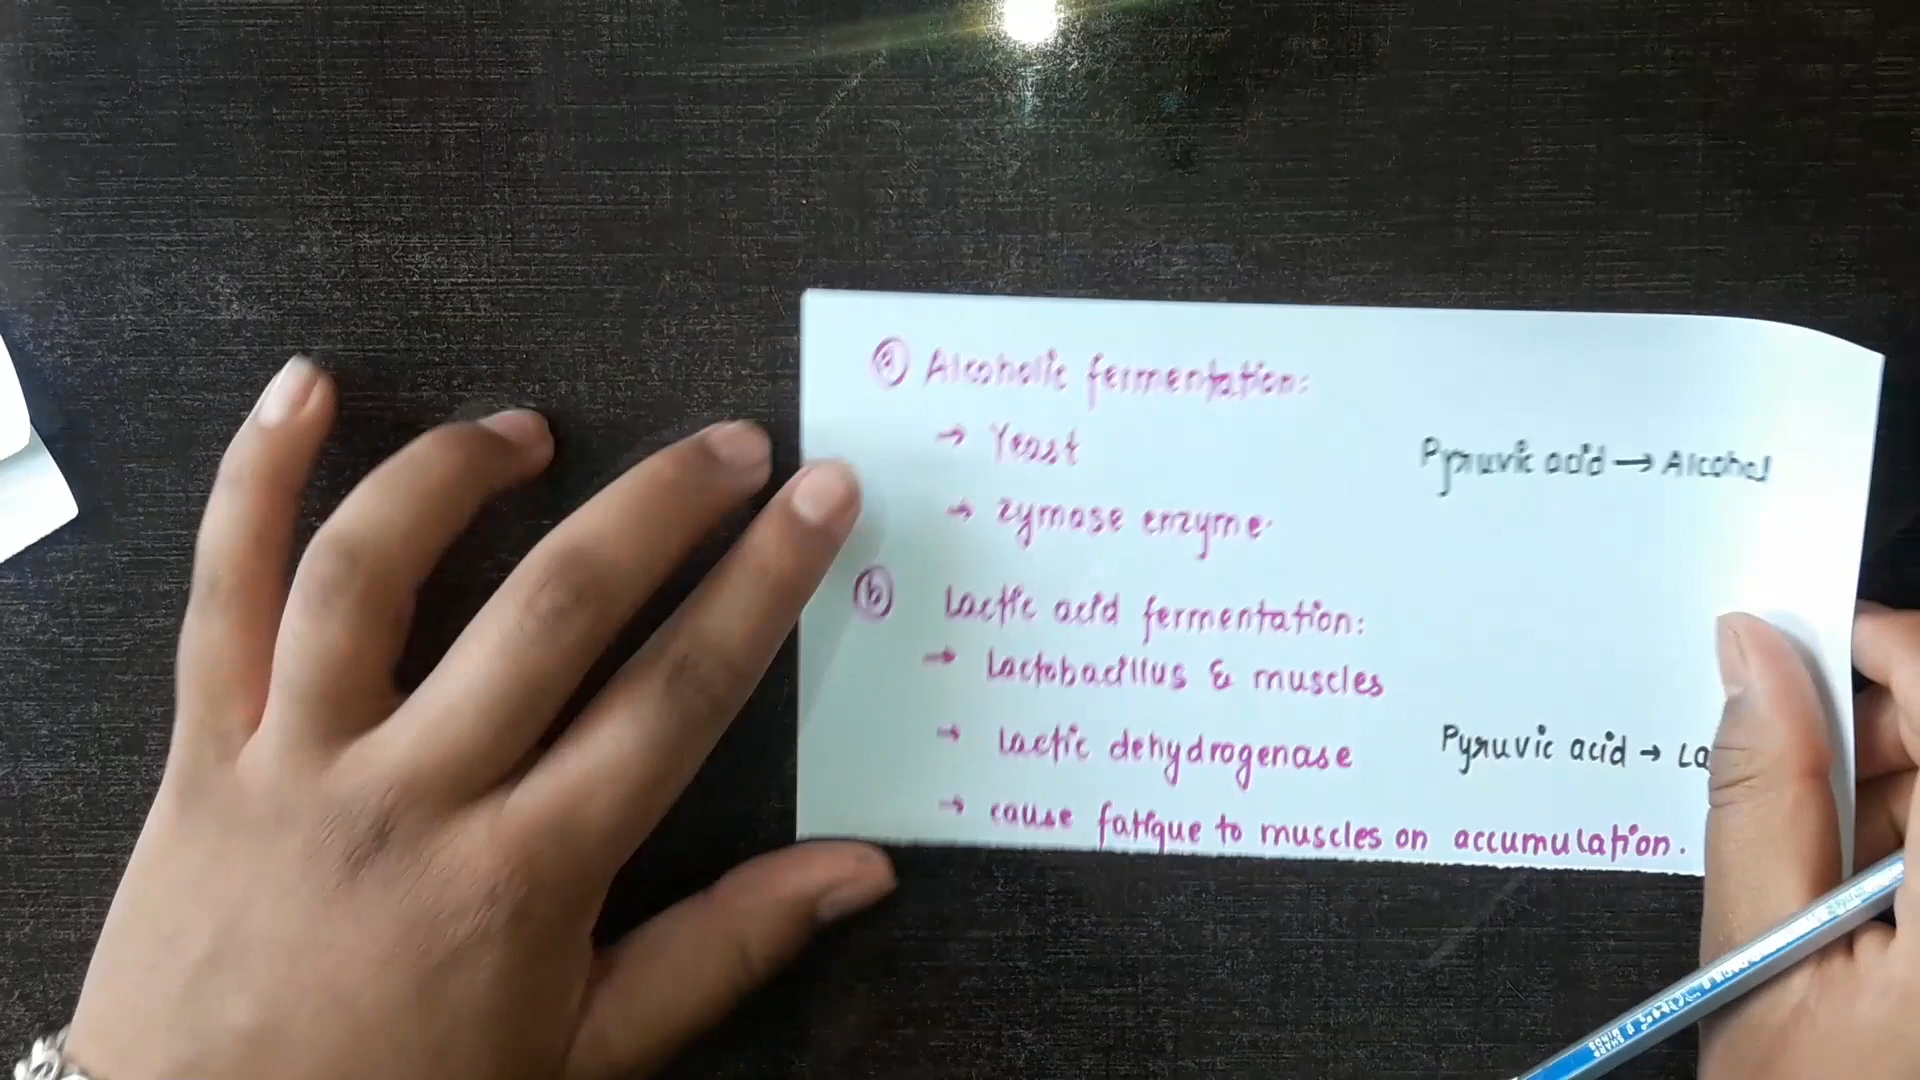 a Alcoholic fermentation:
→ Yeast
Pyruvic acid → Alcohol
→ zymase enzyme.
b Lactic acid fermentation:
→ Lactobacillus & muscles
→ Lactic dehydrogenase
Pyruvic acid → La
→ cause fatigue to muscles on accumulation.